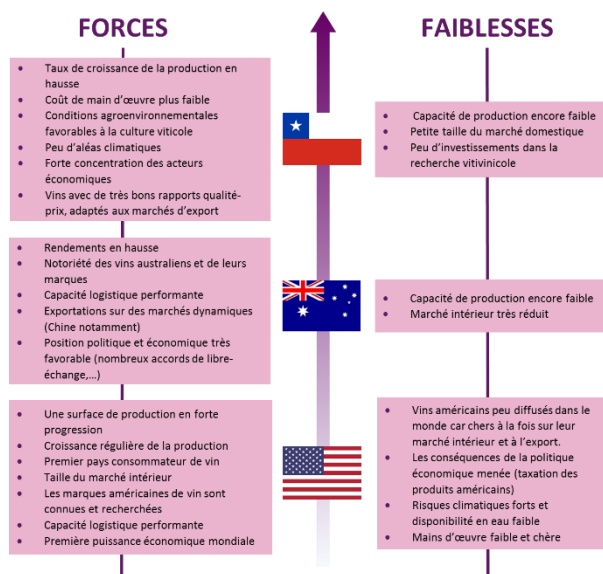 FORCES
FAIBLESSES
• Taux de croissance de la production en
hausse
• Coût de main d'œuvre plus faible
• Conditions agroenvironnementales
favorables à la culture viticole
• Peu d'aléas climatiques
• Forte concentration des acteurs
économiques
• Vins avec de très bons rapports qualité-
prix, adaptés aux marchés d'export
• Capacité de production encore faible
• Petite taille du marché domestique
• Peu d'investissements dans la
recherche vitivinicole
• Rendements en hausse
• Notoriété des vins australiens et de leurs
marques
• Capacité logistique performante
• Exportations sur des marchés dynamiques
(Chine notamment)
• Position politique et économique très
favorable (nombreux accords de libre-
échange,...)
• Capacité de production encore faible
• Marché intérieur très réduit
• Une surface de production en forte
progression
• Croissance régulière de la production
• Premier pays consommateur de vin
• Taille du marché intérieur
• Les marques américaines de vin sont
connues et recherchées
• Capacité logistique performante
• Première puissance économique mondiale
• Vins américains peu diffusés dans le
monde car chers à la fois sur leur
marché intérieur et à l'export.
• Les conséquences de la politique
économique menée (taxation des
produits américains)
• Risques climatiques forts et
disponibilité en eau faible
• Mains d'œuvre faible et chère